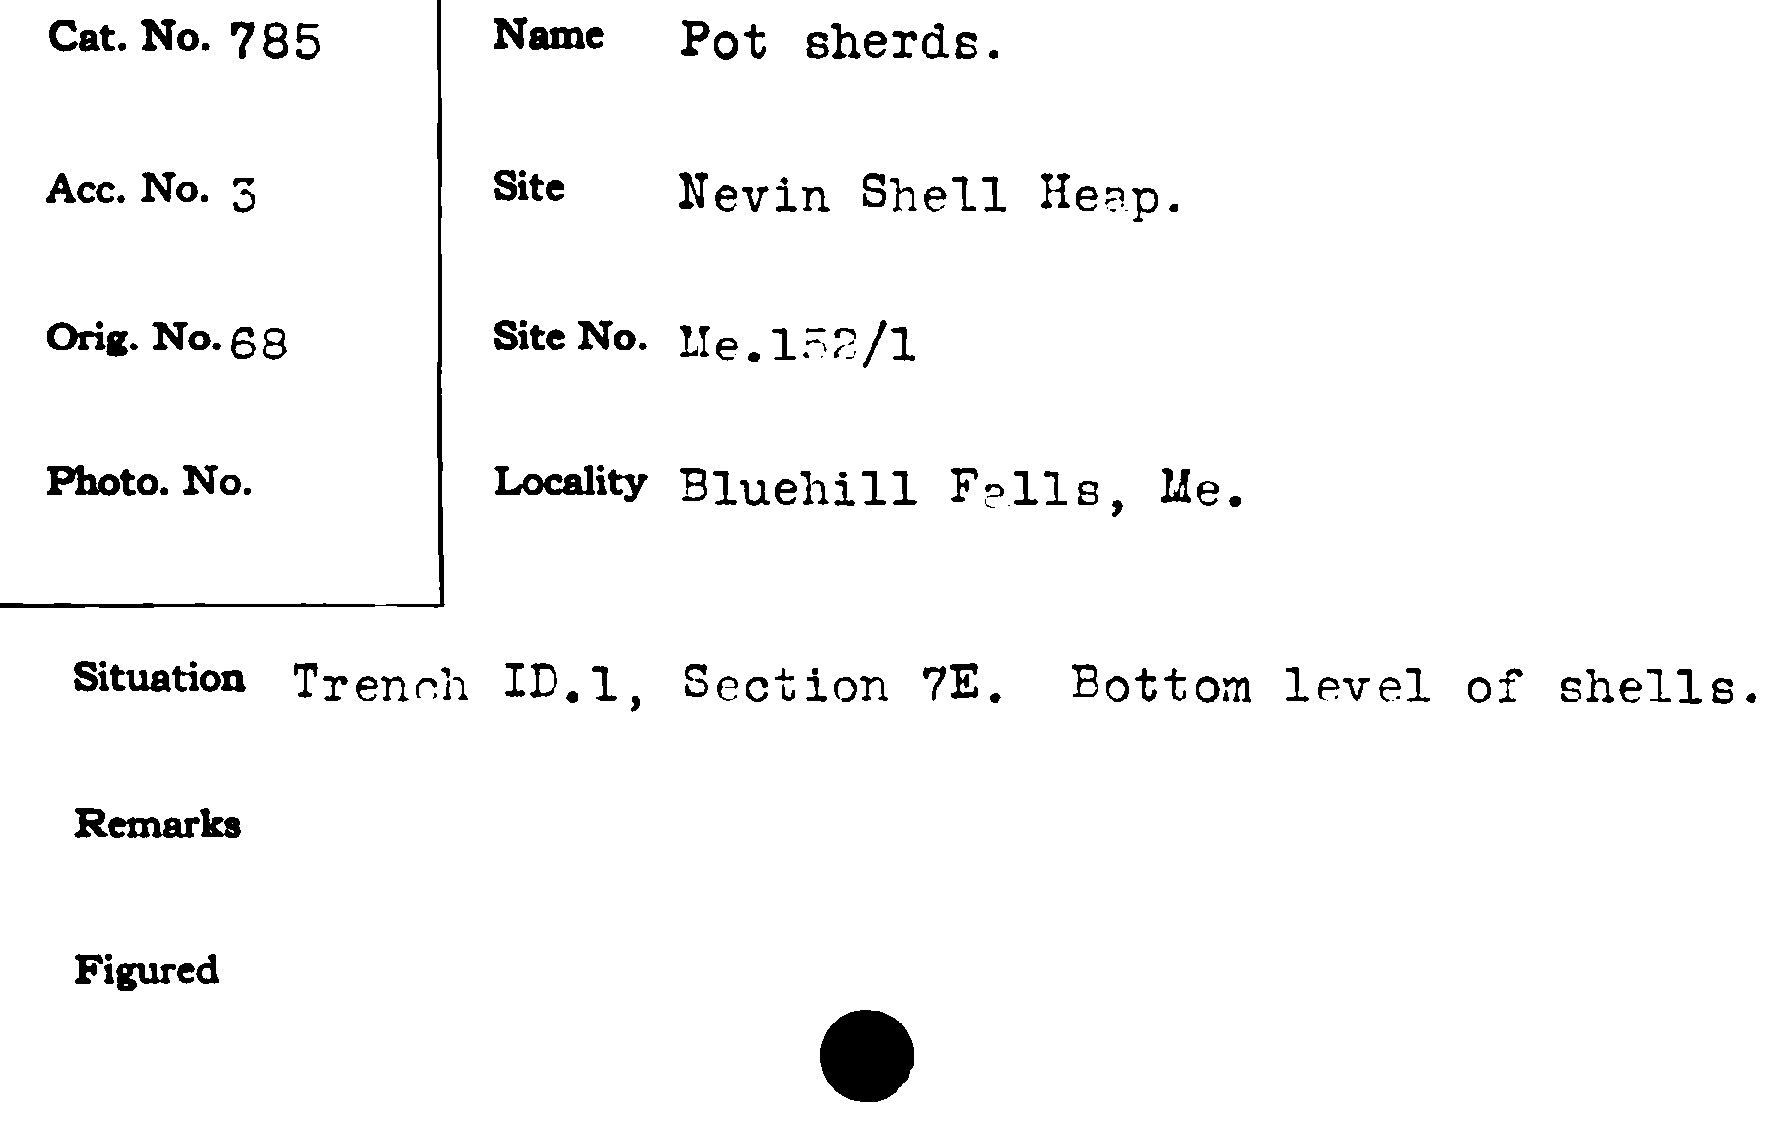 Cat. No. 785
Name Pot sherds.
Acc. No. 3
Site Nevin Shell Heap.
Orig. No. 68
Site No. Me.152/1
Photo. No.
Locality Bluehill Falls, Me.
Situation Trench ID.1, Section 7E. Bottom level of shells.
Remarks
Figured